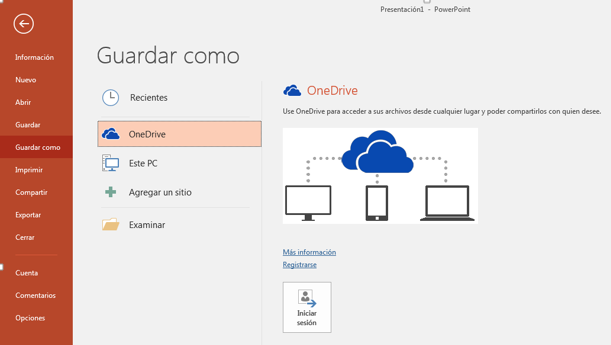 Presentación1 - PowerPoint
Información
Nuevo
Abrir
Guardar
Guardar como
Imprimir
Compartir
Exportar
Cerrar
Cuenta
Comentarios
Opciones
Guardar como
Recientes
OneDrive
Este PC
Agregar un sitio
Examinar
OneDrive
Use OneDrive para acceder a sus archivos desde cualquier lugar y poder compartirlos con quien desee.
Más información
Registrarse
Iniciar
sesión